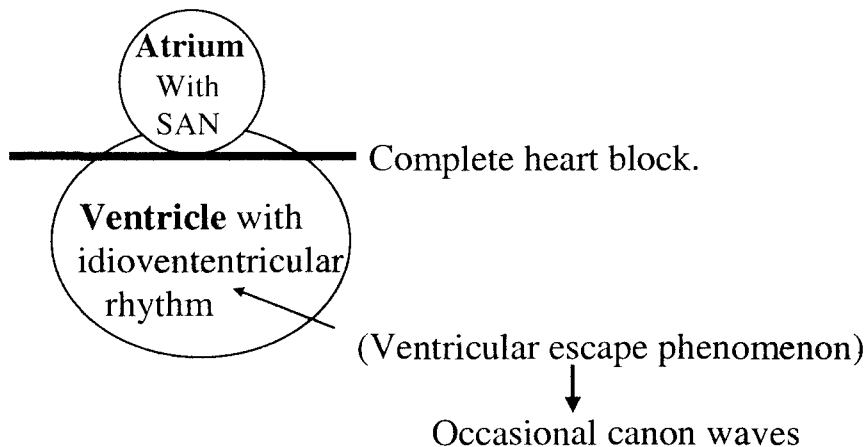 Atrium
With
SAN
Complete heart block.
Ventricle with
idiovententricular
rhythm
(Ventricular escape phenomenon)
Occasional canon waves